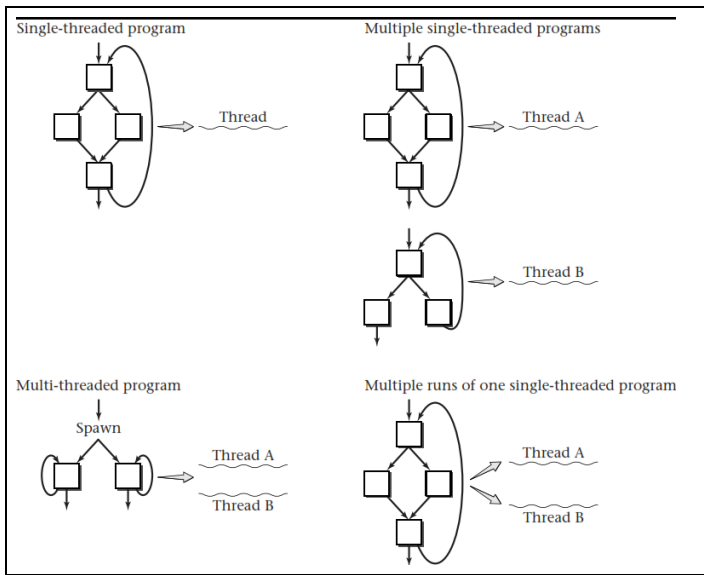 Single-threaded program
Thread
Multiple single-threaded programs
Thread A
Thread B
Multi-threaded program
Spawn
Thread A
Thread B
Multiple runs of one single-threaded program
Thread A
Thread B